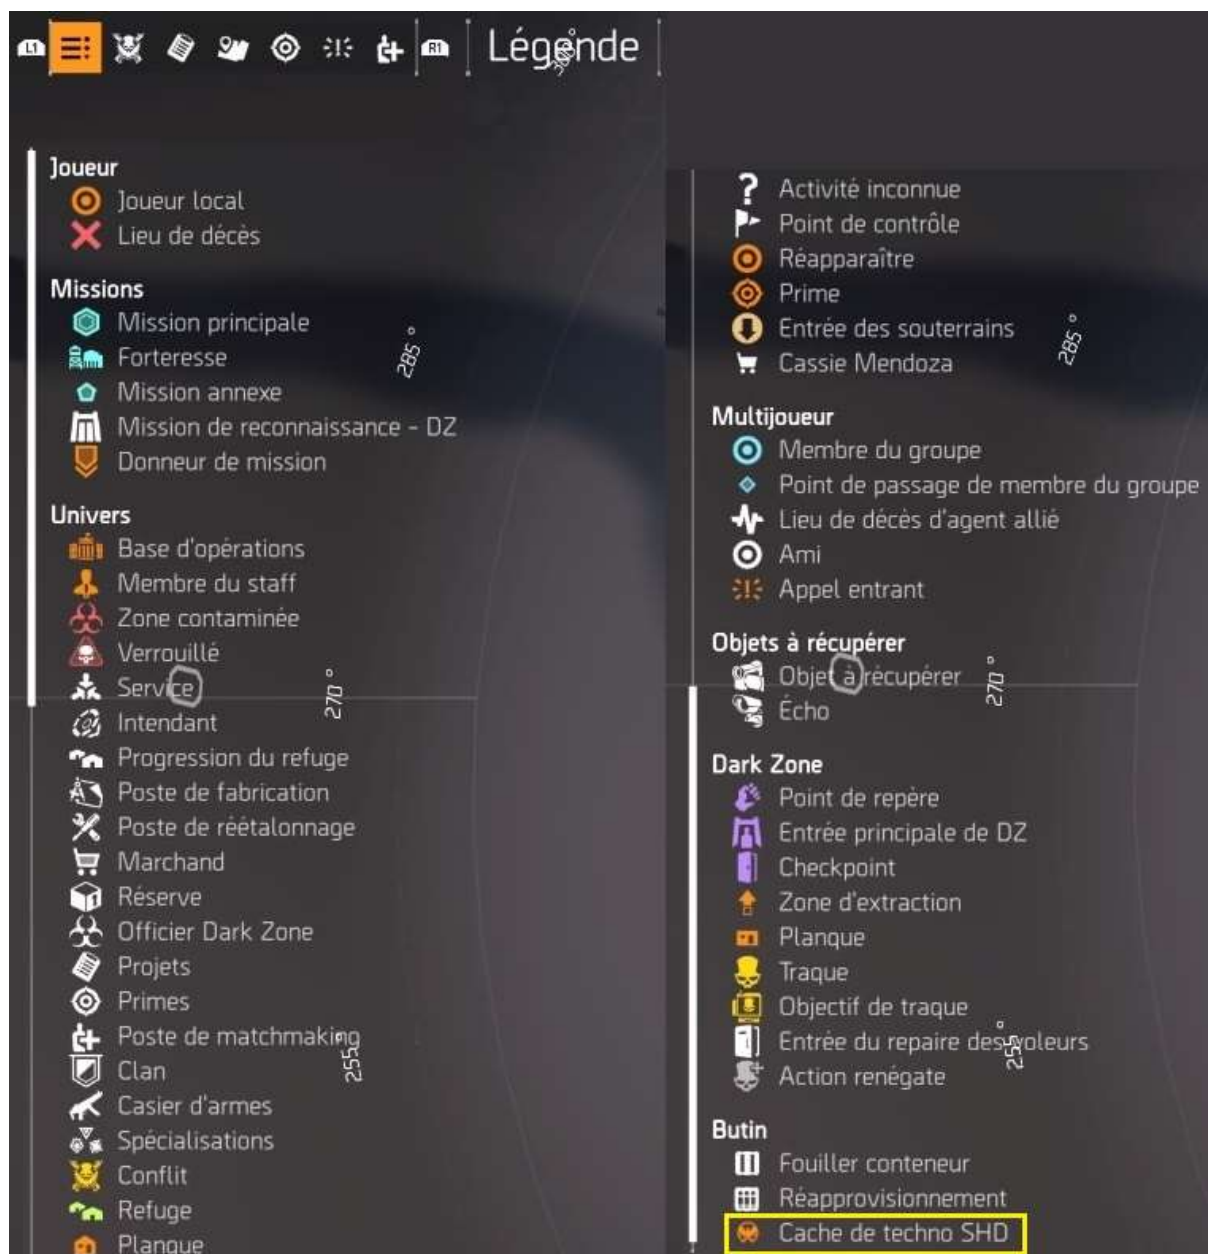 L1 R1 Légende
300°
Joueur
Joueur local
Lieu de décès
Missions
Mission principale
Forteresse
Mission annexe
Mission de reconnaissance - DZ
Donneur de mission
285°
Univers
Base d'opérations
Membre du staff
Zone contaminée
Verrouillé
Service
270°
Intendant
Progression du refuge
Poste de fabrication
Poste de réétalonnage
Marchand
Réserve
Officier Dark Zone
Projets
Primes
Poste de matchmaking
255°
Clan
Casier d'armes
Spécialisations
Conflit
Refuge
Planque
Activité inconnue
Point de contrôle
Réapparaître
Prime
Entrée des souterrains
285°
Cassie Mendoza
Multijoueur
Membre du groupe
Point de passage de membre du groupe
Lieu de décès d'agent allié
Ami
Appel entrant
Objets à récupérer
Objet à récupérer
270°
Écho
Dark Zone
Point de repère
Entrée principale de DZ
Checkpoint
Zone d'extraction
Planque
Traque
Objectif de traque
Entrée du repaire des voleurs
255°
Action renégate
Butin
Fouiller conteneur
Réapprovisionnement
Cache de techno SHD